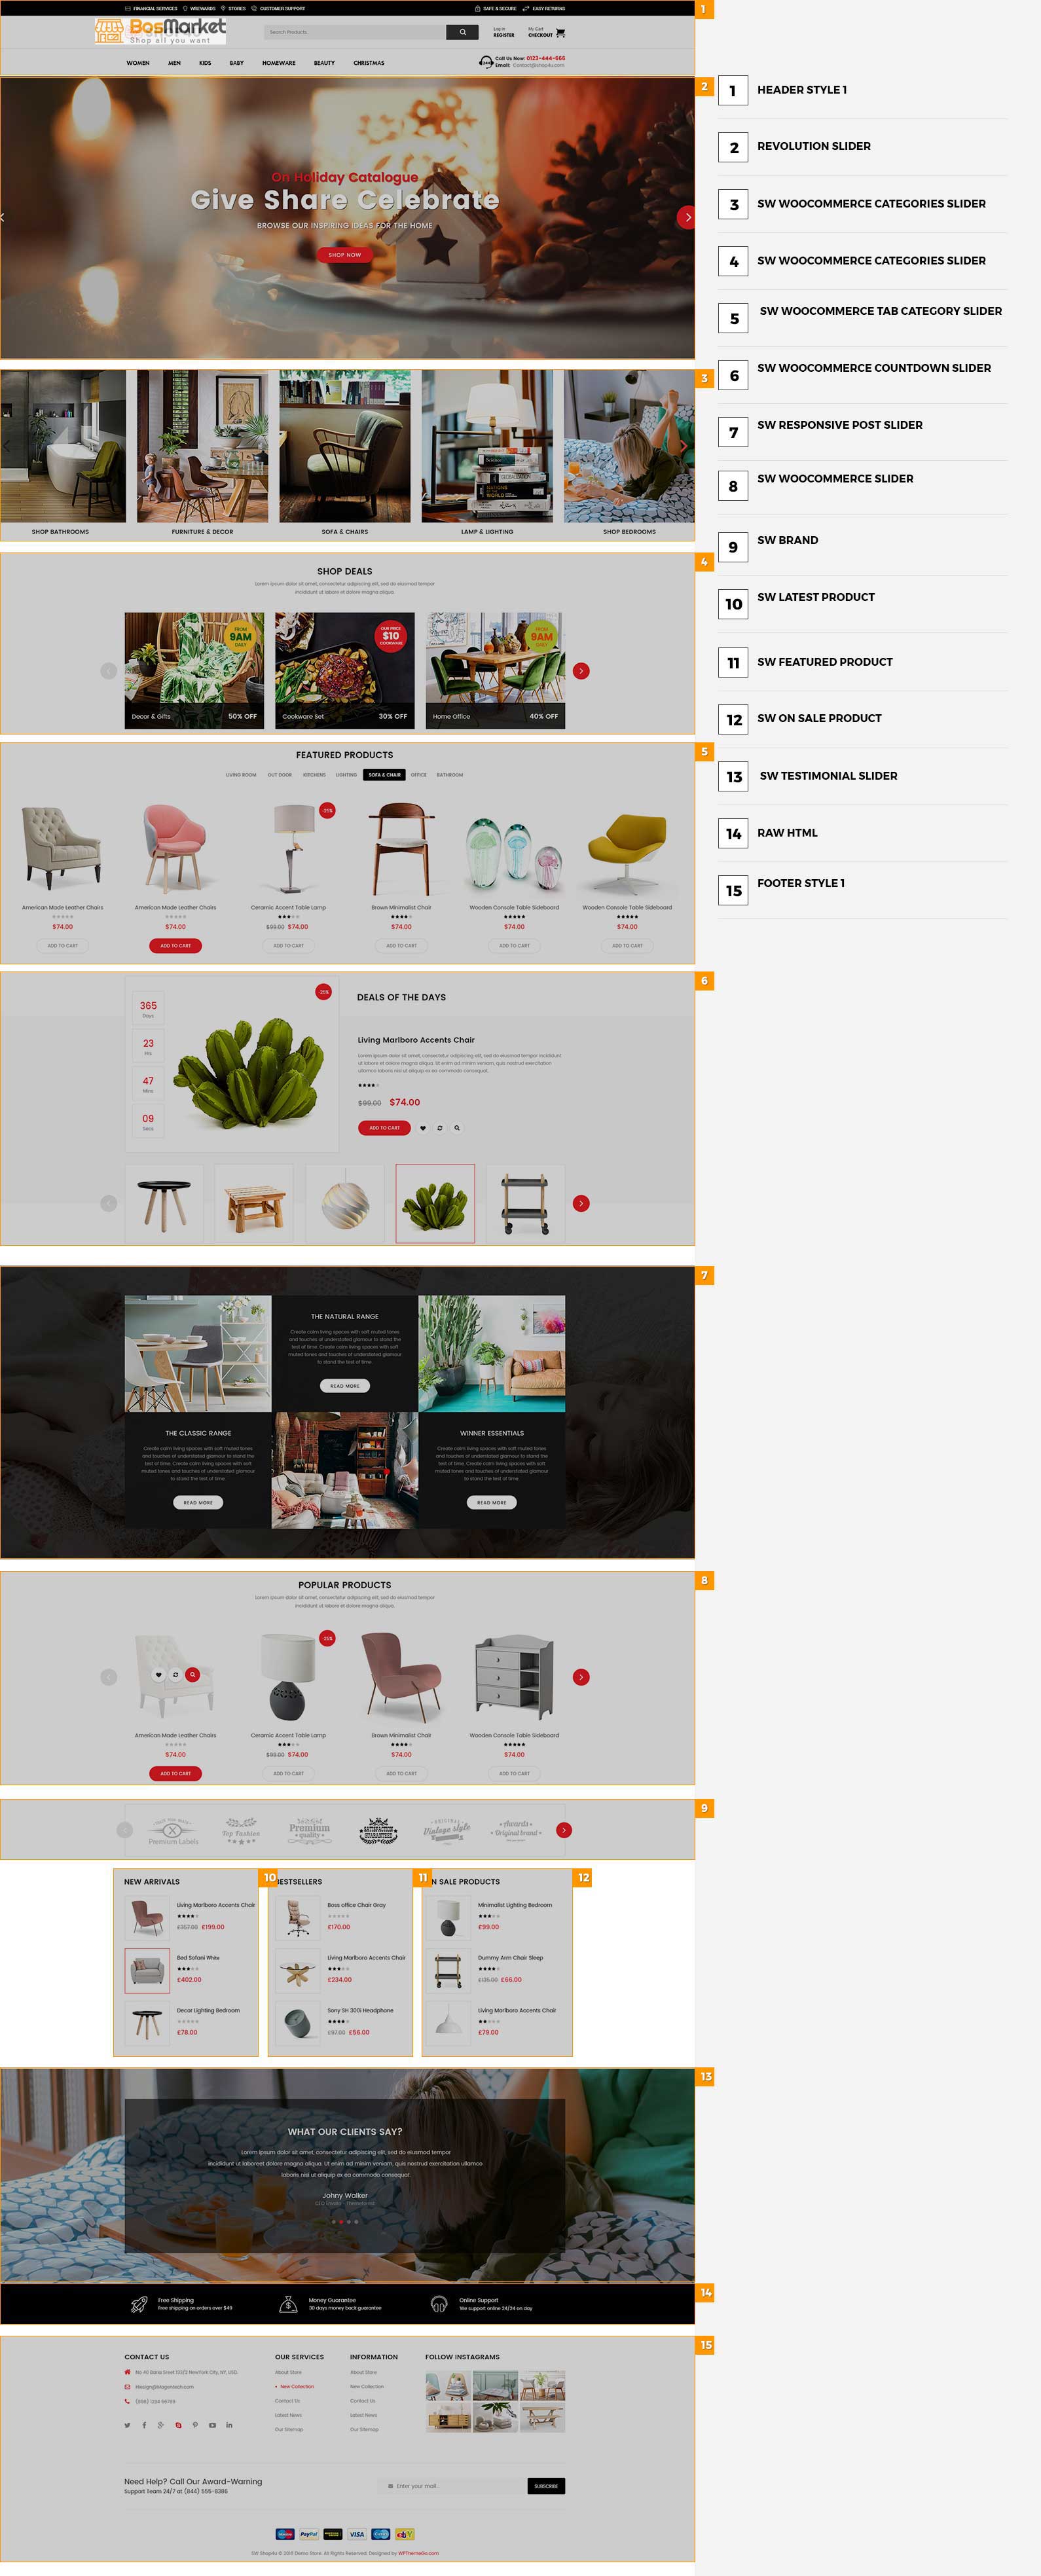 FINANCIAL SERVICES WREWARDS STORES CUSTOMER SUPPORT SAFE & SECURE EASY RETURNS
1
BosMarket
Shop all you want
Search Products
Log in
REGISTER
My Cart
CHECKOUT
WOMEN MEN KIDS BABY HOMEWARE BEAUTY CHRISTMAS
Call Us Now: 0123-444-666
Email: Contact@shop4u.com
2
On Holiday Catalogue
Give Share Celebrate
BROWSE OUR INSPIRING IDEAS FOR THE HOME
SHOP NOW
3
SHOP BATHROOMS FURNITURE & DECOR SOFA & CHAIRS LAMP & LIGHTING SHOP BEDROOMS
4
SHOP DEALS
Lorem ipsum dolor sit amet, consectetur adipiscing elit, sed do eiusmod tempor
incididunt ut labore et dolore magna aliqua.
FROM
9AM
DAILY
OUR PRICE
$10
COOKWARE
FROM
9AM
DAILY
Decor & Gifts 50% OFF
Cookware Set 30% OFF
Home Office 40% OFF
5
FEATURED PRODUCTS
LIVING ROOM OUT DOOR KITCHENS LIGHTING SOFA & CHAIR OFFICE BATHROOM
-25%
American Made Leather Chairs American Made Leather Chairs Ceramic Accent Table Lamp Brown Minimalist Chair Wooden Console Table Sideboard Wooden Console Table Sideboard
$74.00 $74.00 $99.00 $74.00 $74.00 $74.00 $74.00
ADD TO CART ADD TO CART ADD TO CART ADD TO CART ADD TO CART ADD TO CART
6
365
Days
23
Hrs
47
Mins
09
Secs
-25%
DEALS OF THE DAYS
Living Marlboro Accents Chair
Lorem ipsum dolor sit amet, consectetur adipiscing elit, sed do eiusmod tempor incididunt
ut labore et dolore magna aliqua. Ut enim ad minim veniam, quis nostrud exercitation
ullamco laboris nisi ut aliquip ex ea commodo consequat.
$99.00 $74.00
ADD TO CART
7
THE NATURAL RANGE
Create calm living spaces with soft muted tones
and touches of understated glamour to stand the
test of time. Create calm living spaces with soft
muted tones and touches of understated glamour
to stand the test of time.
READ MORE
THE CLASSIC RANGE
Create calm living spaces with soft muted tones
and touches of understated glamour to stand the
test of time. Create calm living spaces with soft
muted tones and touches of understated glamour
to stand the test of time.
READ MORE
WINNER ESSENTIALS
Create calm living spaces with soft muted tones
and touches of understated glamour to stand the
test of time. Create calm living spaces with soft
muted tones and touches of understated glamour
to stand the test of time.
READ MORE
8
POPULAR PRODUCTS
Lorem ipsum dolor sit amet, consectetur adipiscing elit, sed do eiusmod tempor
incididunt ut labore et dolore magna aliqua.
-25%
American Made Leather Chairs Ceramic Accent Table Lamp Brown Minimalist Chair Wooden Console Table Sideboard
$74.00 $99.00 $74.00 $74.00 $74.00
ADD TO CART ADD TO CART ADD TO CART ADD TO CART
9
Premium Labels
Top Fashion
Premium
quality
SATISFACTION
GUARANTEED
ORIGINAL
Vintage style
Awards
Original brand
10
11
12
NEW ARRIVALS
Living Marlboro Accents Chair
£357.00 £199.00
Bed Sofani White
£402.00
Decor Lighting Bedroom
£78.00
ESTSELLERS
Boss office Chair Gray
£170.00
Living Marlboro Accents Chair
£234.00
Sony SH 300i Headphone
£97.00 £56.00
N SALE PRODUCTS
Minimalist Lighting Bedroom
£99.00
Dummy Arm Chair Sleep
£135.00 £66.00
Living Marlboro Accents Chair
£79.00
13
WHAT OUR CLIENTS SAY?
Lorem ipsum dolor sit amet, consectetur adipiscing elit, sed do eiusmod tempor
incididunt ut laboreet dolore magna aliqua. Ut enim ad minim veniam, quis nostrud exercitation ullamco
laboris nisi ut aliquip ex ea commodo consequat.
Johny Walker
14
Free Shipping
Free shipping on orders over $49
Money Guarantee
30 days money back guarantee
Online Support
We support online 24/24 on day
15
CONTACT US
No 40 Baria Sreet 133/2 NewYork City, NY, USG.
Design@Magentech.com
OUR SERVICES
About Store
New Collection
Contact Us
Latest News
Our Sitemap
INFORMATION
About Store
New Collection
Contact Us
Latest News
Our Sitemap
FOLLOW INSTAGRAMS
Need Help? Call Our Award-Warning
Support Team 24/7 at (844) 555-8386
Enter your mail...
SUBSCRIBE
PayPal
VISA
SW Shop4u © 2016 Demo Store. All Rights Reserved. Designed by WPThemeGo.com
1 HEADER STYLE 1
2 REVOLUTION SLIDER
3 SW WOOCOMMERCE CATEGORIES SLIDER
4 SW WOOCOMMERCE CATEGORIES SLIDER
5 SW WOOCOMMERCE TAB CATEGORY SLIDER
6 SW WOOCOMMERCE COUNTDOWN SLIDER
7 SW RESPONSIVE POST SLIDER
8 SW WOOCOMMERCE SLIDER
9 SW BRAND
10 SW LATEST PRODUCT
11 SW FEATURED PRODUCT
12 SW ON SALE PRODUCT
13 SW TESTIMONIAL SLIDER
14 RAW HTML
15 FOOTER STYLE 1